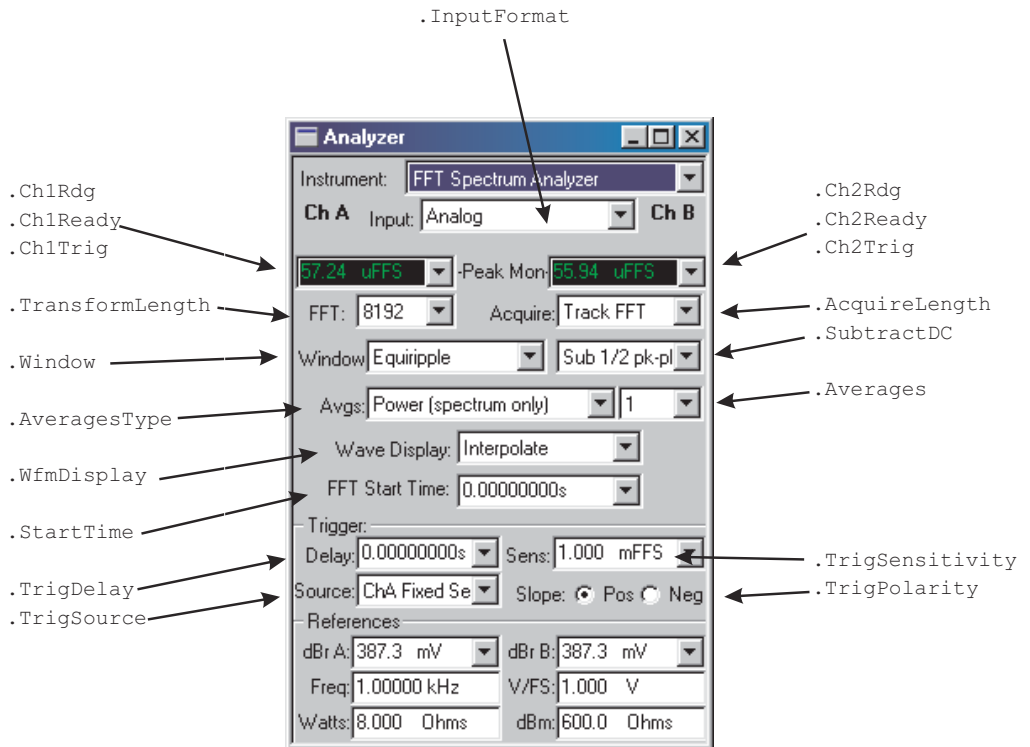 .InputFormat
Analyzer
Instrument: FFT Spectrum Analyzer
.Ch1Rdg
.Ch1Ready
.Ch1Trig
Ch A Input: Analog Ch B
.Ch2Rdg
.Ch2Ready
.Ch2Trig
57.24 uFFS -Peak Mon- 55.94 uFFS
.TransformLength
FFT: 8192 Acquire: Track FFT
.AcquireLength
.SubtractDC
.Window
Window Equiripple Sub 1/2 pk-pl
.Averages
.AveragesType
Avgs: Power (spectrum only) 1
Wave Display: Interpolate
.WfmDisplay
FFT Start Time: 0.00000000s
.StartTime
Trigger:
Delay: 0.00000000s Sens: 1.000 mFFS
.TrigSensitivity
.TrigDelay
Source: ChA Fixed Se Slope: Pos Neg
.TrigPolarity
.TrigSource
References
dBr A: 387.3 mV dBr B: 387.3 mV
Freq: 1.00000 kHz V/FS: 1.000 V
Watts: 8.000 Ohms dBm: 600.0 Ohms